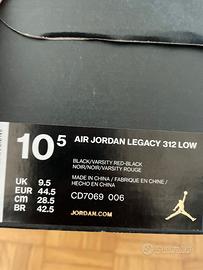 10 5
AIR JORDAN LEGACY 312 LOW
BLACK/VARSITY RED-BLACK
NOIR/NOIR/VARSITY ROUGE
MADE IN CHINA / FABRIQUE EN CHINE /
HECHO EN CHINA
UK 9.5
EUR 44.5
cm 28.5
BR 42.5
CD7069 006
JORDAN.COM